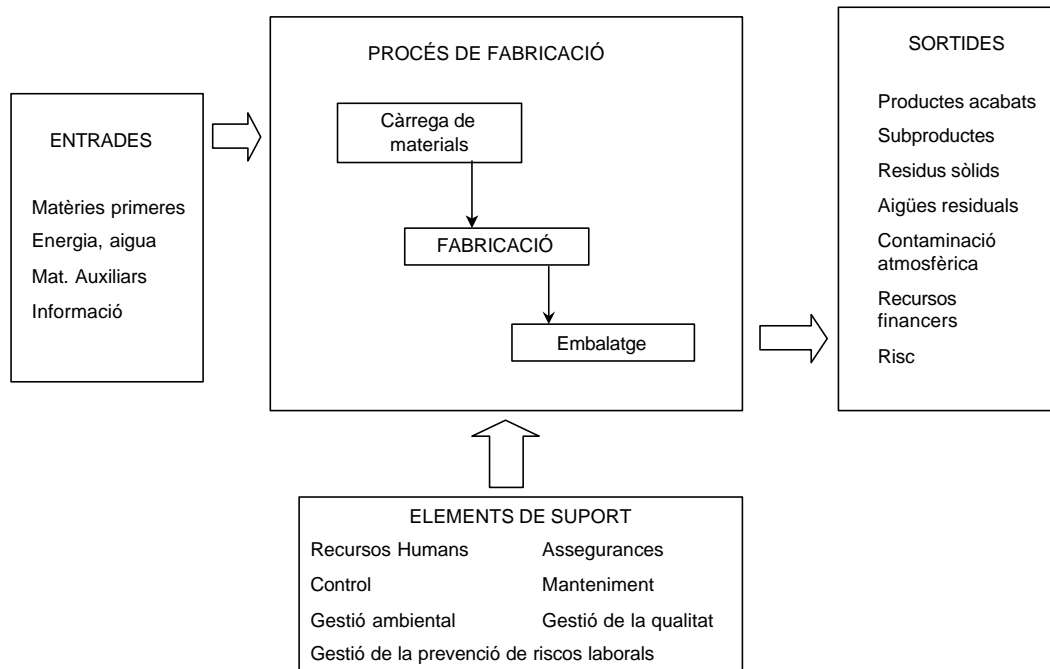 ENTRADES
Matèries primeres
Energia, aigua
Mat. Auxiliars
Informació
PROCÉS DE FABRICACIÓ
Càrrega de
materials
FABRICACIÓ
Embalatge
SORTIDES
Productes acabats
Subproductes
Residus sòlids
Aigües residuals
Contaminació
atmosfèrica
Recursos
financers
Risc
ELEMENTS DE SUPORT
Recursos Humans
Assegurances
Control
Manteniment
Gestió ambiental
Gestió de la qualitat
Gestió de la prevenció de riscos laborals